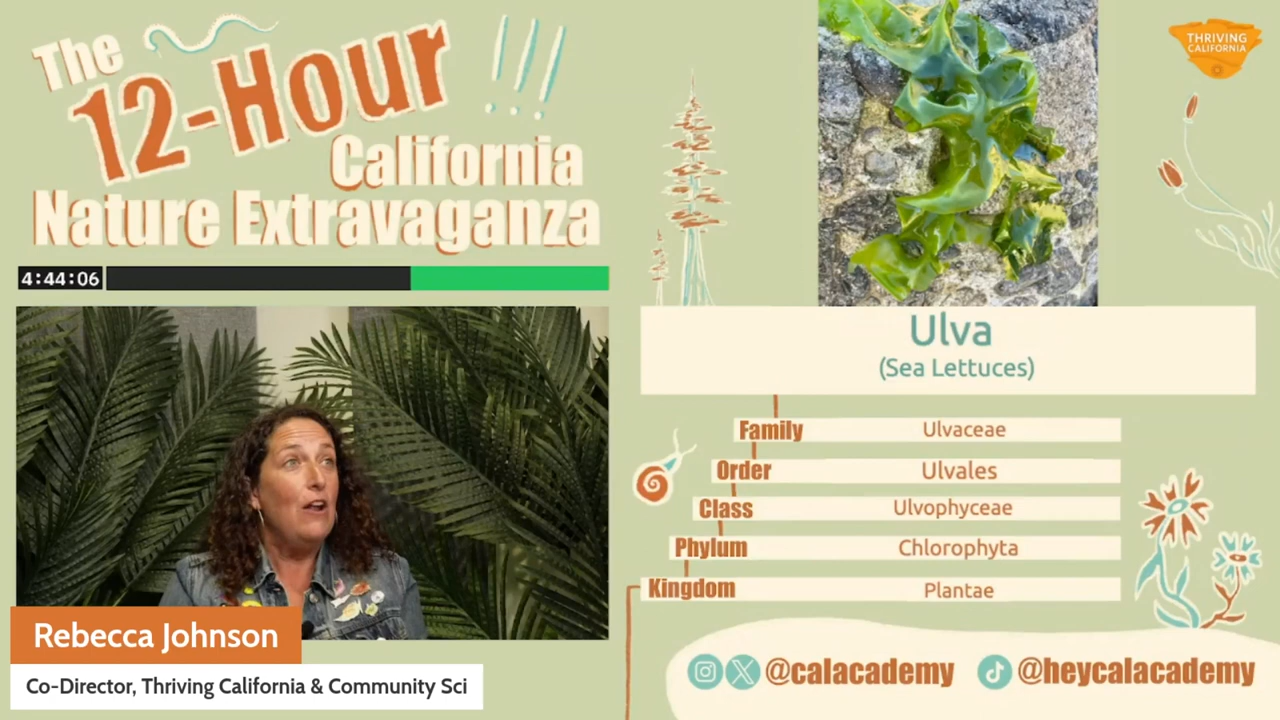 The
12-Hour
!!!
California
Nature Extravaganza
4:44:06
THRIVING
CALIFORNIA
Ulva
(Sea Lettuces)
Family Ulvaceae
Order Ulvales
Class Ulvophyceae
Phylum Chlorophyta
Kingdom Plantae
Rebecca Johnson
Co-Director, Thriving California & Community Sci
@calacademy @heycalacademy